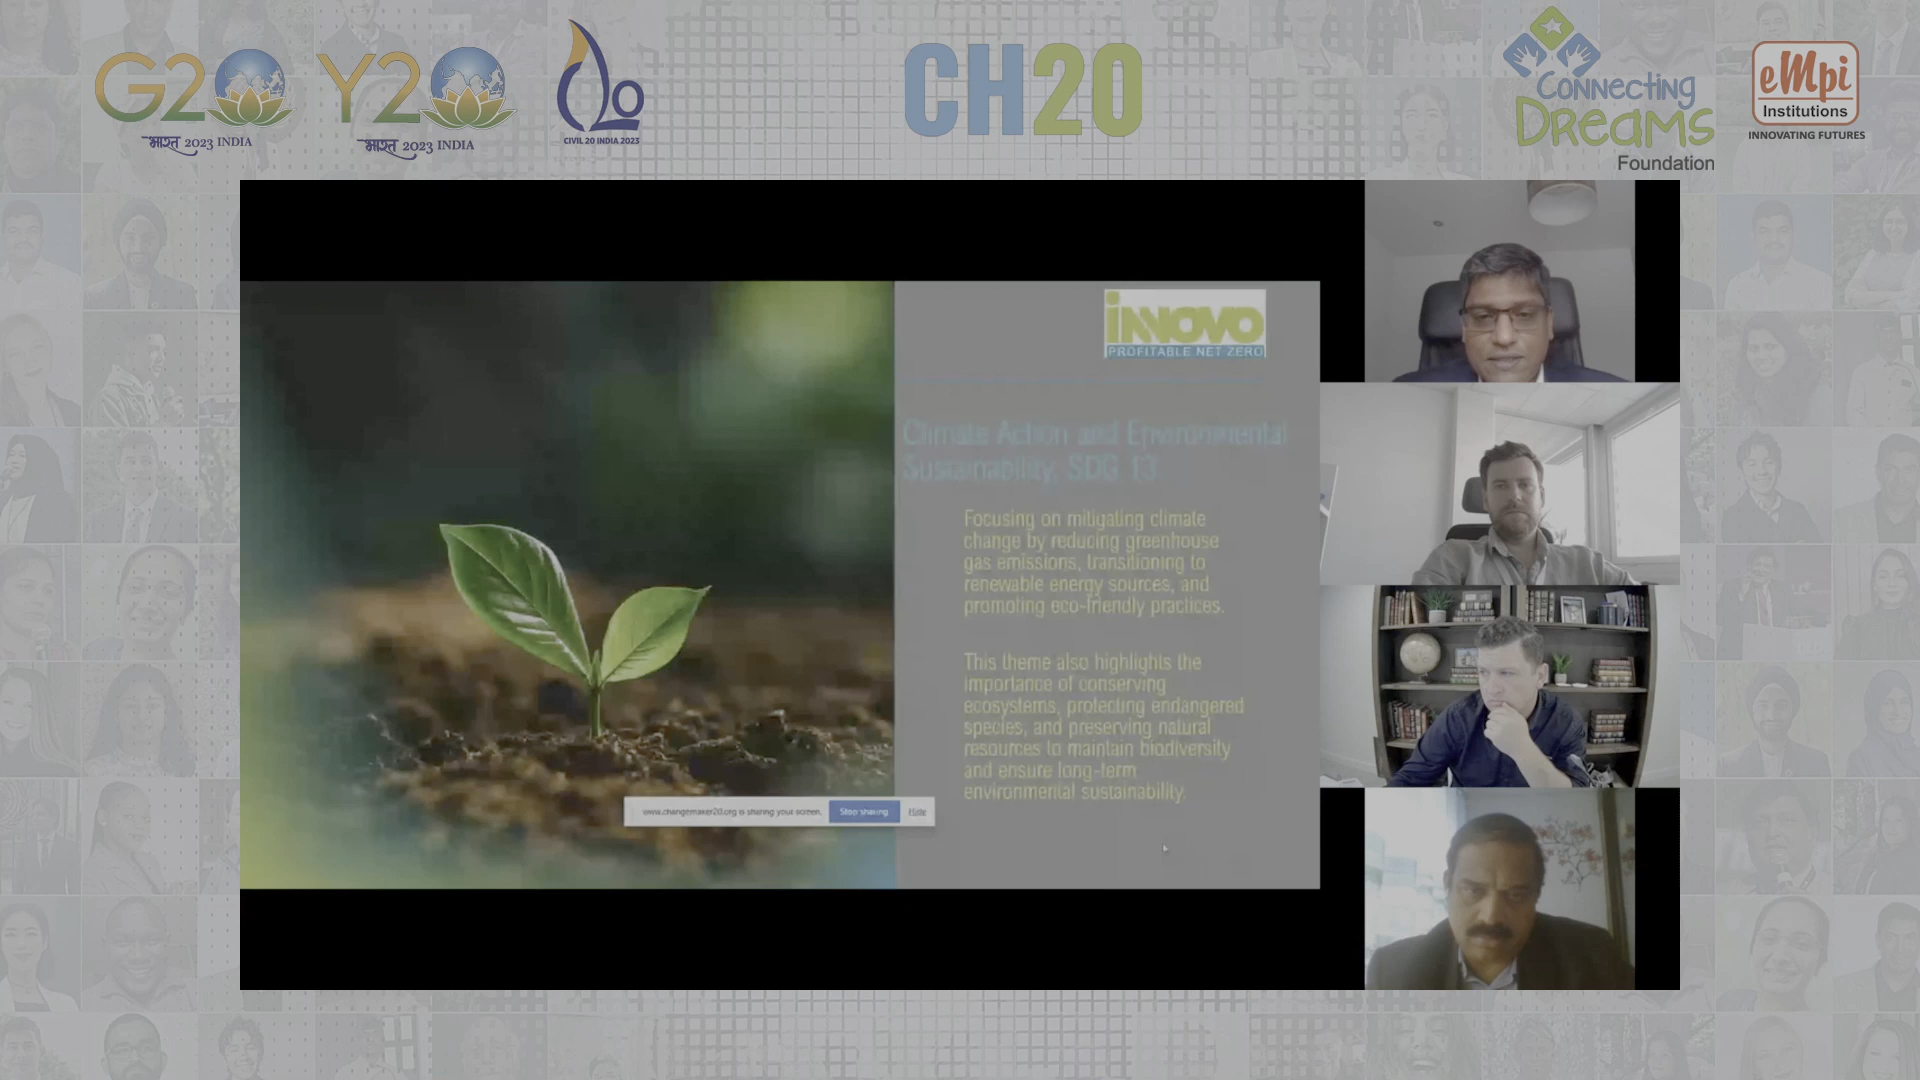 G20
भारत 2023 INDIA
Y20
भारत 2023 INDIA
CIVIL 20 INDIA 2023
CH20
Connecting
Dreams
Foundation
eMpi
Institutions
INNOVATING FUTURES
iNNOVO
PROFITABLE NET ZERO
Climate Action and Environmental
Sustainability, SDG 13
Focusing on mitigating climate
change by reducing greenhouse
gas emissions, transitioning to
renewable energy sources, and
promoting eco-friendly practices.
This theme also highlights the
importance of conserving
ecosystems, protecting endangered
species, and preserving natural
resources to maintain biodiversity
and ensure long-term
environmental sustainability.
www.changemaker20.org is sharing your screen. Stop sharing Hide